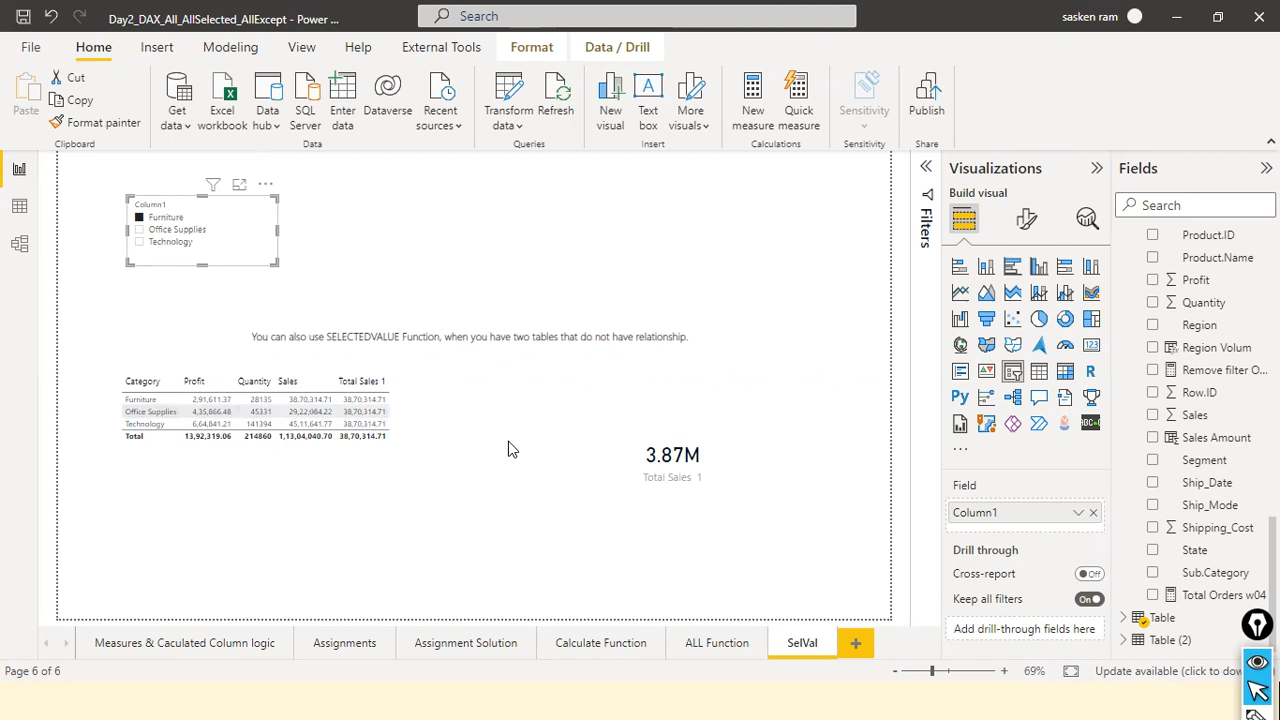 Day2_DAX_All_AllSelected_AllExcept - Power ...
Search
sasken ram
File
Home
Insert
Modeling
View
Help
External Tools
Format
Data / Drill
Paste
Cut
Copy
Format painter
Clipboard
Get data
Excel workbook
Data hub
SQL Server
Enter data
Dataverse
Recent sources
Data
Transform data
Refresh
Queries
New visual
Text box
More visuals
Insert
New measure
Quick measure
Calculations
Sensitivity
Sensitivity
Publish
Share
Column1
Furniture
Office Supplies
Technology
You can also use SELECTEDVALUE Function, when you have two tables that do not have relationship.
Category Profit Quantity Sales Total Sales 1
Furniture 2,91,611.37 28135 38,70,314.71 38,70,314.71
Office Supplies 4,35,866.48 45331 29,22,084.22 38,70,314.71
Technology 6,64,841.21 141394 45,11,641.77 38,70,314.71
Total 13,92,319.06 214860 1,13,04,040.70 38,70,314.71
3.87M
Total Sales 1
Filters
Visualizations
Build visual
123
R
Py
ABC
...
Field
Column1
Drill through
Cross-report
Off
Keep all filters
On
Add drill-through fields here
Fields
Search
Product.ID
Product.Name
Profit
Quantity
Region
Region Volum
Remove filter O...
Row.ID
Sales
Sales Amount
Segment
Ship_Date
Ship_Mode
Shipping_Cost
State
Sub.Category
Total Orders w04
Table
Table (2)
Measures & Caculated Column logic
Assignments
Assignment Solution
Calculate Function
ALL Function
SelVal
Page 6 of 6
- + 69%
Update available (click to dow